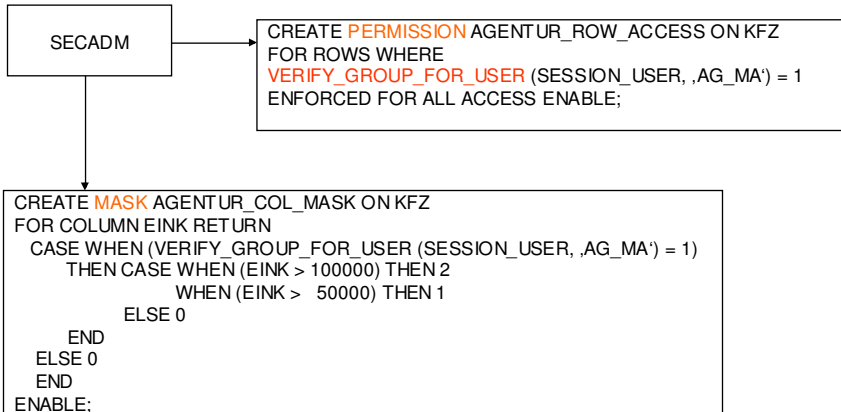 SECADM
CREATE PERMISSION AGENTUR_ROW_ACCESS ON KFZ
FOR ROWS WHERE
VERIFY_GROUP_FOR_USER (SESSION_USER, ‚AG_MA‘) = 1
ENFORCED FOR ALL ACCESS ENABLE;
CREATE MASK AGENTUR_COL_MASK ON KFZ
FOR COLUMN EINK RETURN
CASE WHEN (VERIFY_GROUP_FOR_USER (SESSION_USER, ‚AG_MA‘) = 1)
THEN CASE WHEN (EINK > 100000) THEN 2
WHEN (EINK > 50000) THEN 1
ELSE 0
END
ELSE 0
END
ENABLE;